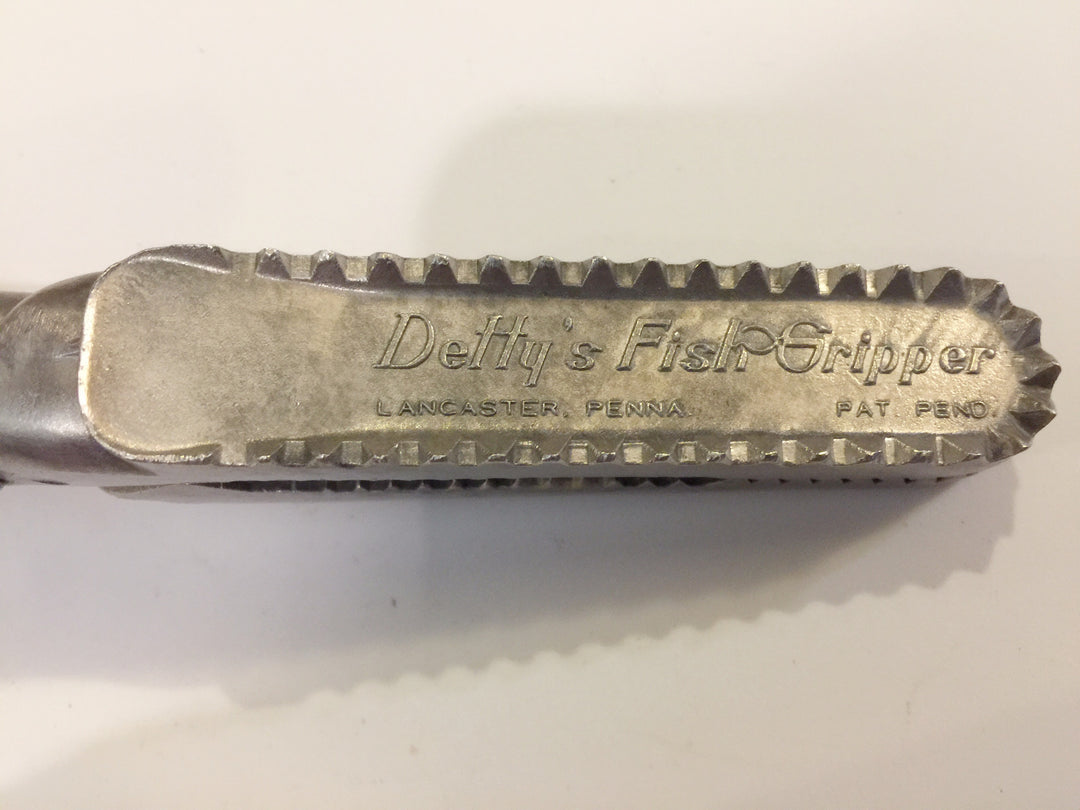 Detty's Fish Gripper
LANCASTER, PENNA. PAT. PEND.